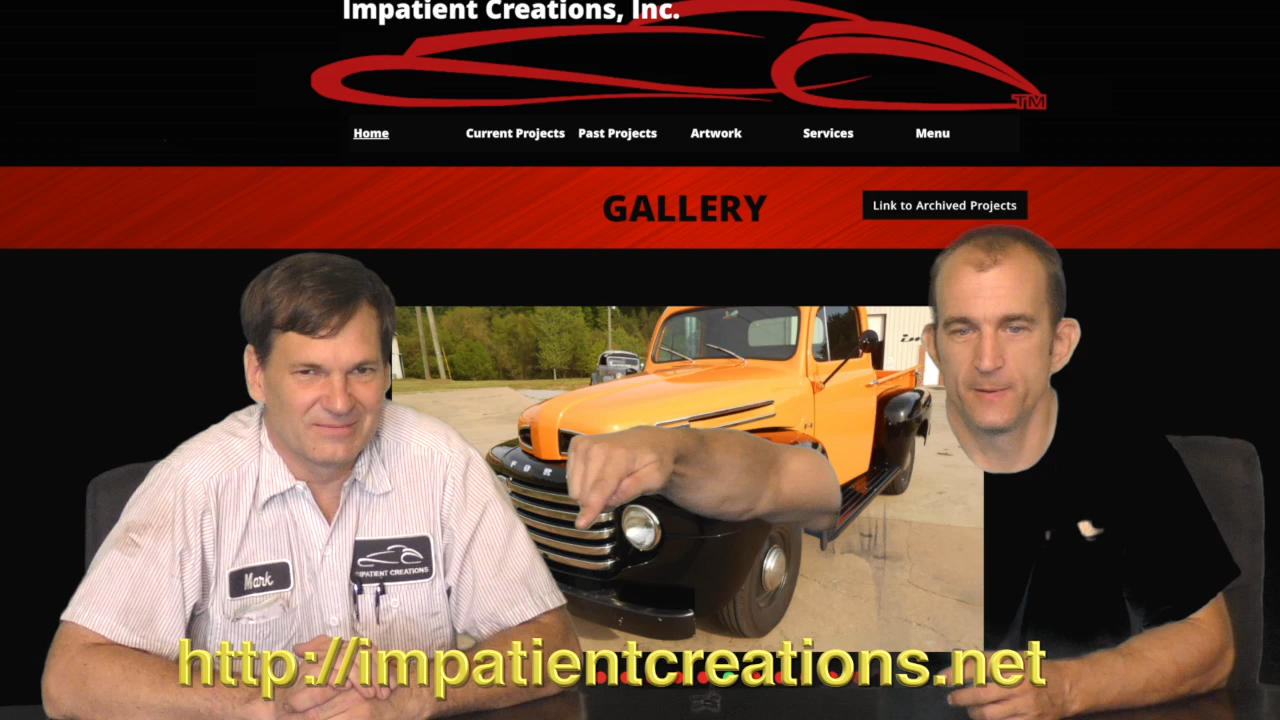 Impatient Creations, Inc.
TM
Home Current Projects Past Projects Artwork Services Menu
GALLERY
Link to Archived Projects
FOR
Mark
IMPATIENT CREATIONS
http://impatientcreations.net